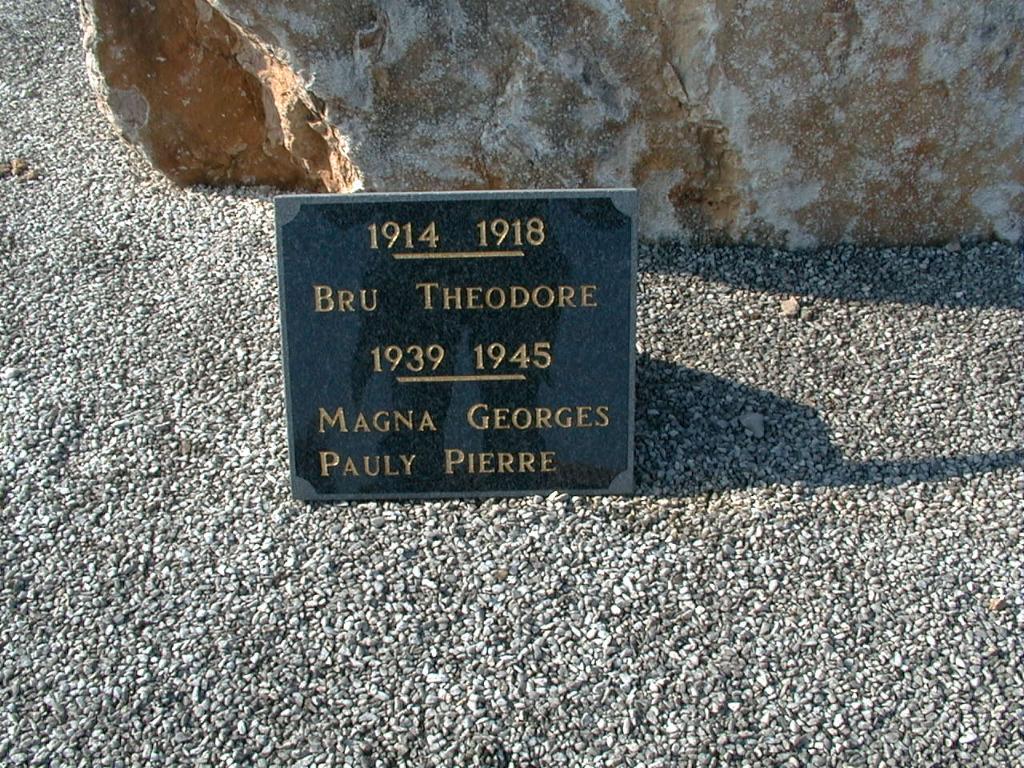 1914 1918
BRU THEODORE
1939 1945
MAGNA GEORGES
PAULY PIERRE